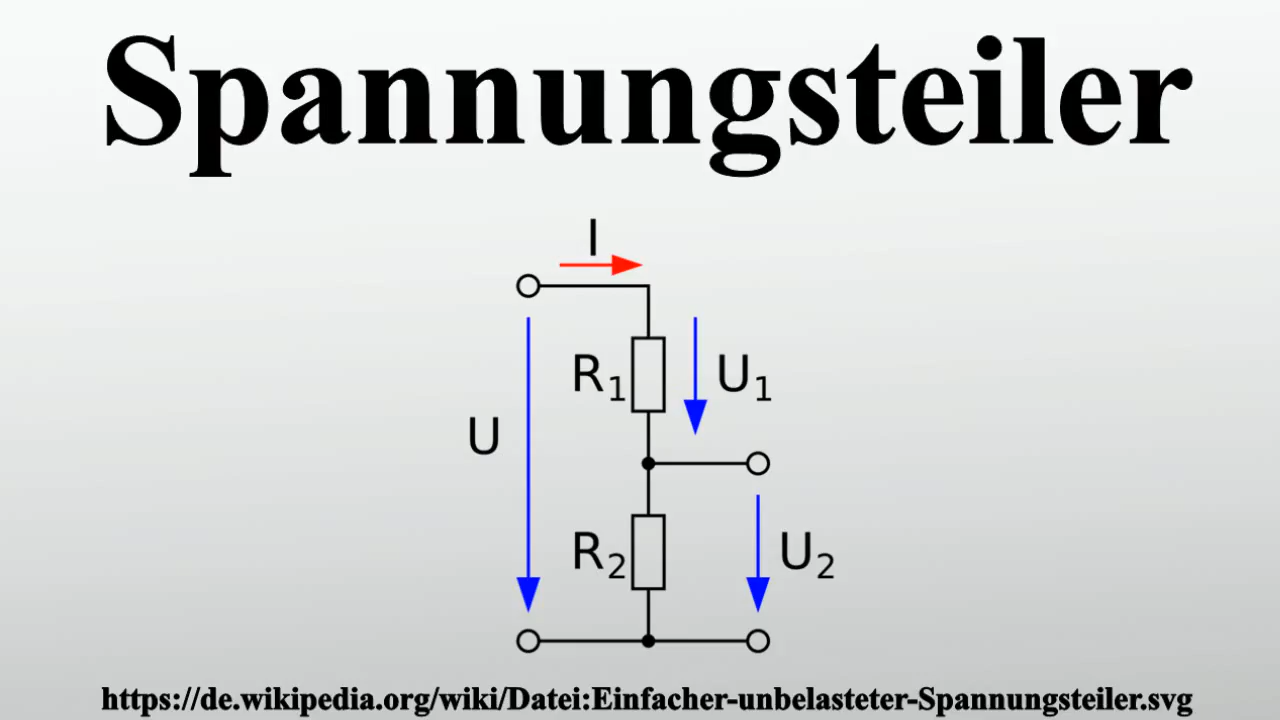 Spannungsteiler
I
R₁
U₁
U
R₂
U₂
https://de.wikipedia.org/wiki/Datei:Einfacher-unbelasteter-Spannungsteiler.svg